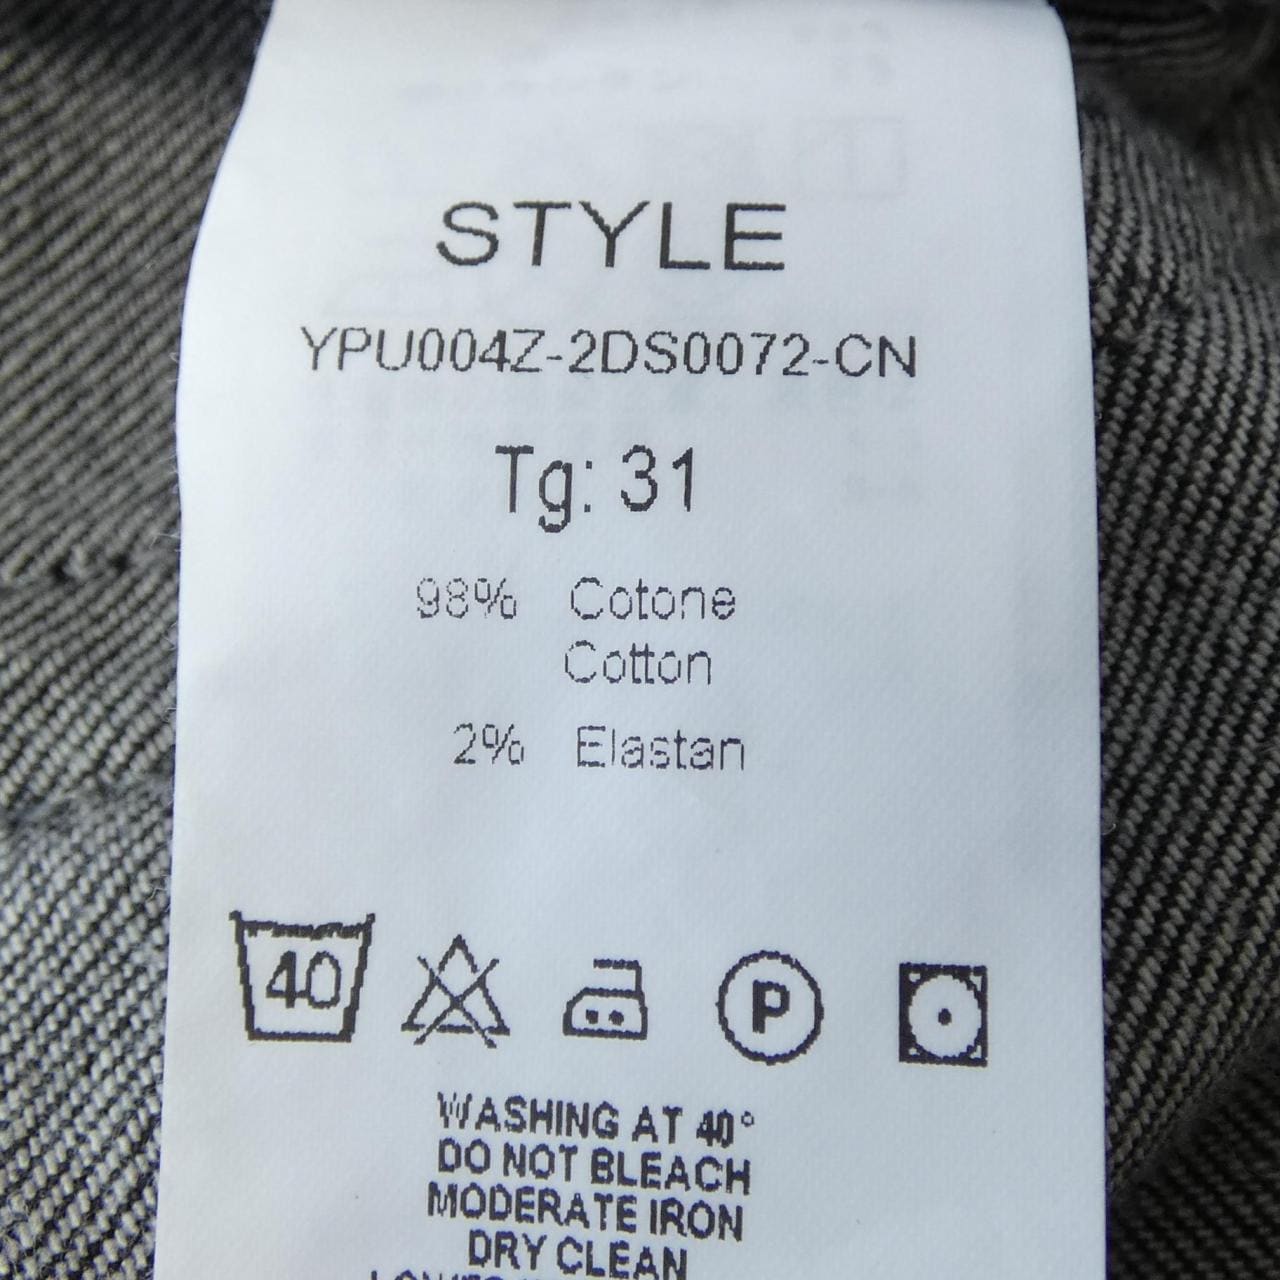 STYLE
YPU004Z-2DS0072-CN
Tg: 31
98% Cotone
Cotton
2% Elastan
40
P
WASHING AT 40°
DO NOT BLEACH
MODERATE IRON
DRY CLEAN